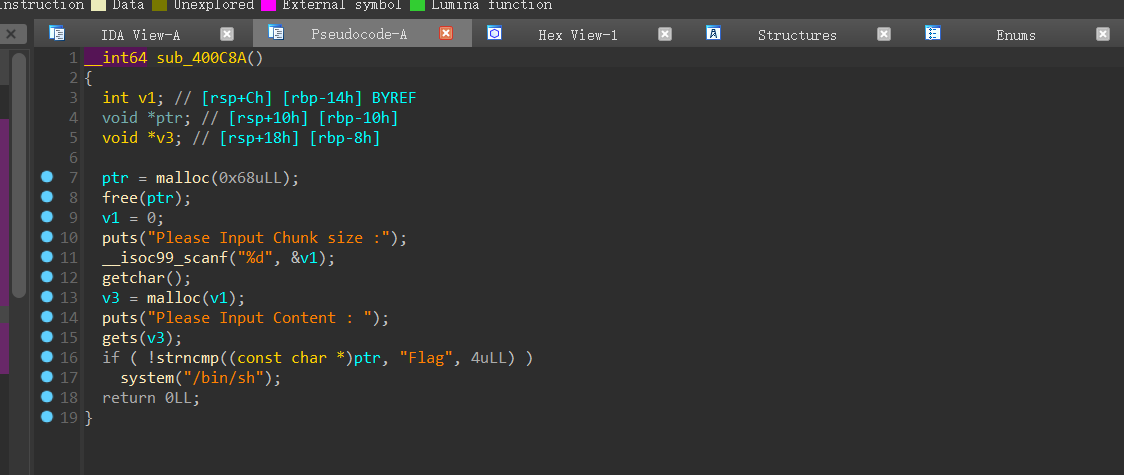 nstruction Data Unexplored External symbol Lumina function
IDA View-A Pseudocode-A Hex View-1 Structures Enums
1 __int64 sub_400C8A()
2 {
3 int v1; // [rsp+Ch] [rbp-14h] BYREF
4 void *ptr; // [rsp+10h] [rbp-10h]
5 void *v3; // [rsp+18h] [rbp-8h]
6
7 ptr = malloc(0x68uLL);
8 free(ptr);
9 v1 = 0;
10 puts("Please Input Chunk size :");
11 __isoc99_scanf("%d", &v1);
12 getchar();
13 v3 = malloc(v1);
14 puts("Please Input Content : ");
15 gets(v3);
16 if ( !strncmp((const char *)ptr, "Flag", 4uLL) )
17 system("/bin/sh");
18 return 0LL;
19 }